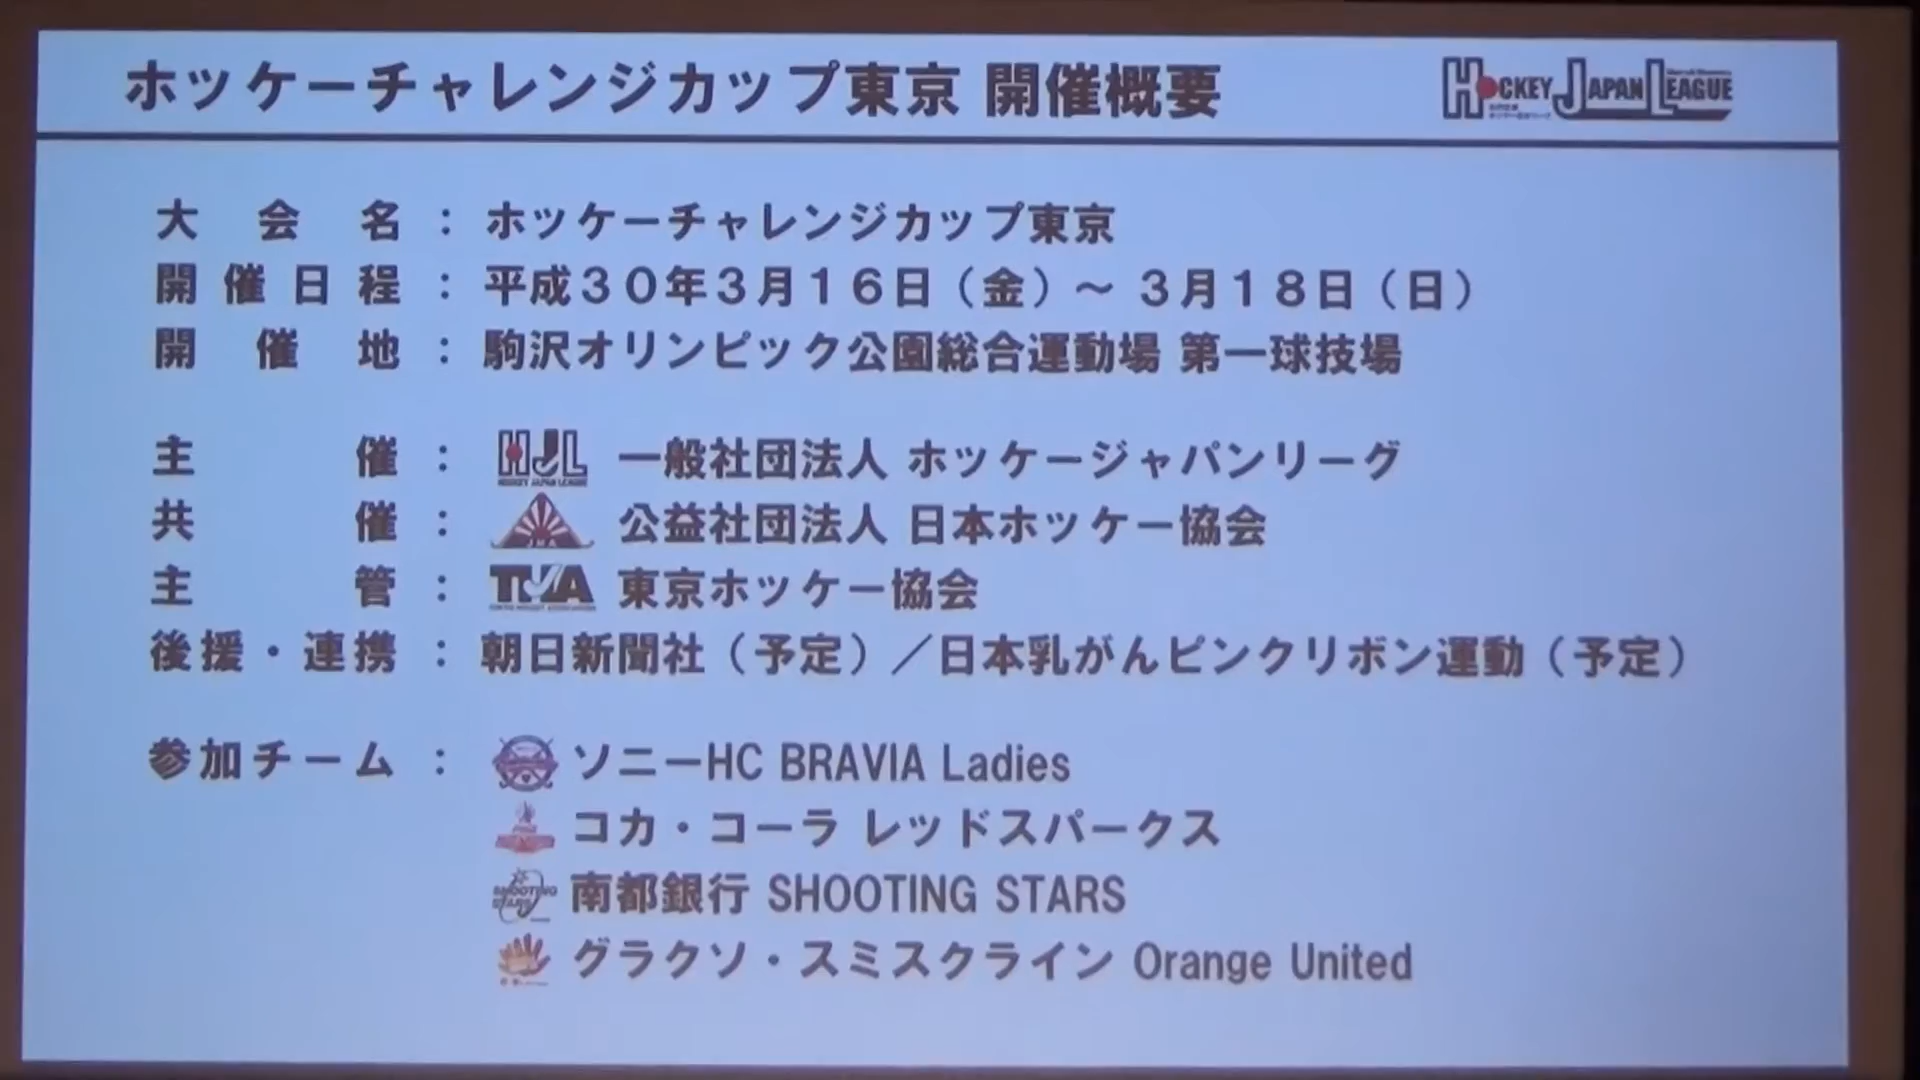 ホッケーチャレンジカップ東京 開催概要
HOCKEY JAPAN LEAGUE
大会名：ホッケーチャレンジカップ東京
開催日程：平成３０年３月１６日（金）～ ３月１８日（日）
開催地：駒沢オリンピック公園総合運動場 第一球技場
主催：HJL HOCKEY JAPAN LEAGUE 一般社団法人 ホッケージャパンリーグ
共催：JHA 公益社団法人 日本ホッケー協会
主管：THA 東京ホッケー協会
後援・連携：朝日新聞社（予定）／日本乳がんピンクリボン運動（予定）
参加チーム：ソニーHC BRAVIA Ladies
コカ・コーラ レッドスパークス
SHOOTING STARS 南都銀行 SHOOTING STARS
グラクソ・スミスクライン Orange United